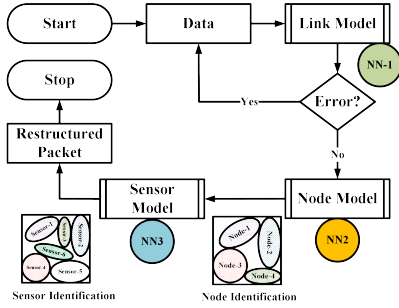 Start
Data
Link Model
NN-1
Stop
Error?
Yes
No
Restructured
Packet
Sensor
Model
Node Model
NN3
NN2
Sensor-1
Sensor-2
Sensor-3
Sensor-6
Sensor-4
Sensor-5
Node-1
Node-2
Node-3
Node-4
Sensor Identification
Node Identification